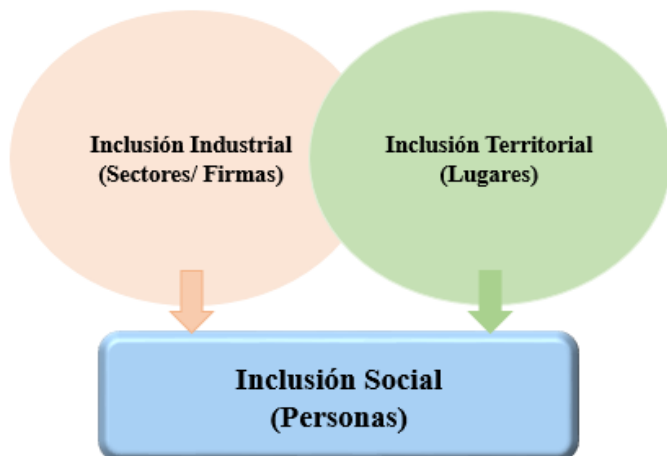 Inclusión Industrial
(Sectores/ Firmas)
Inclusión Territorial
(Lugares)
Inclusión Social
(Personas)